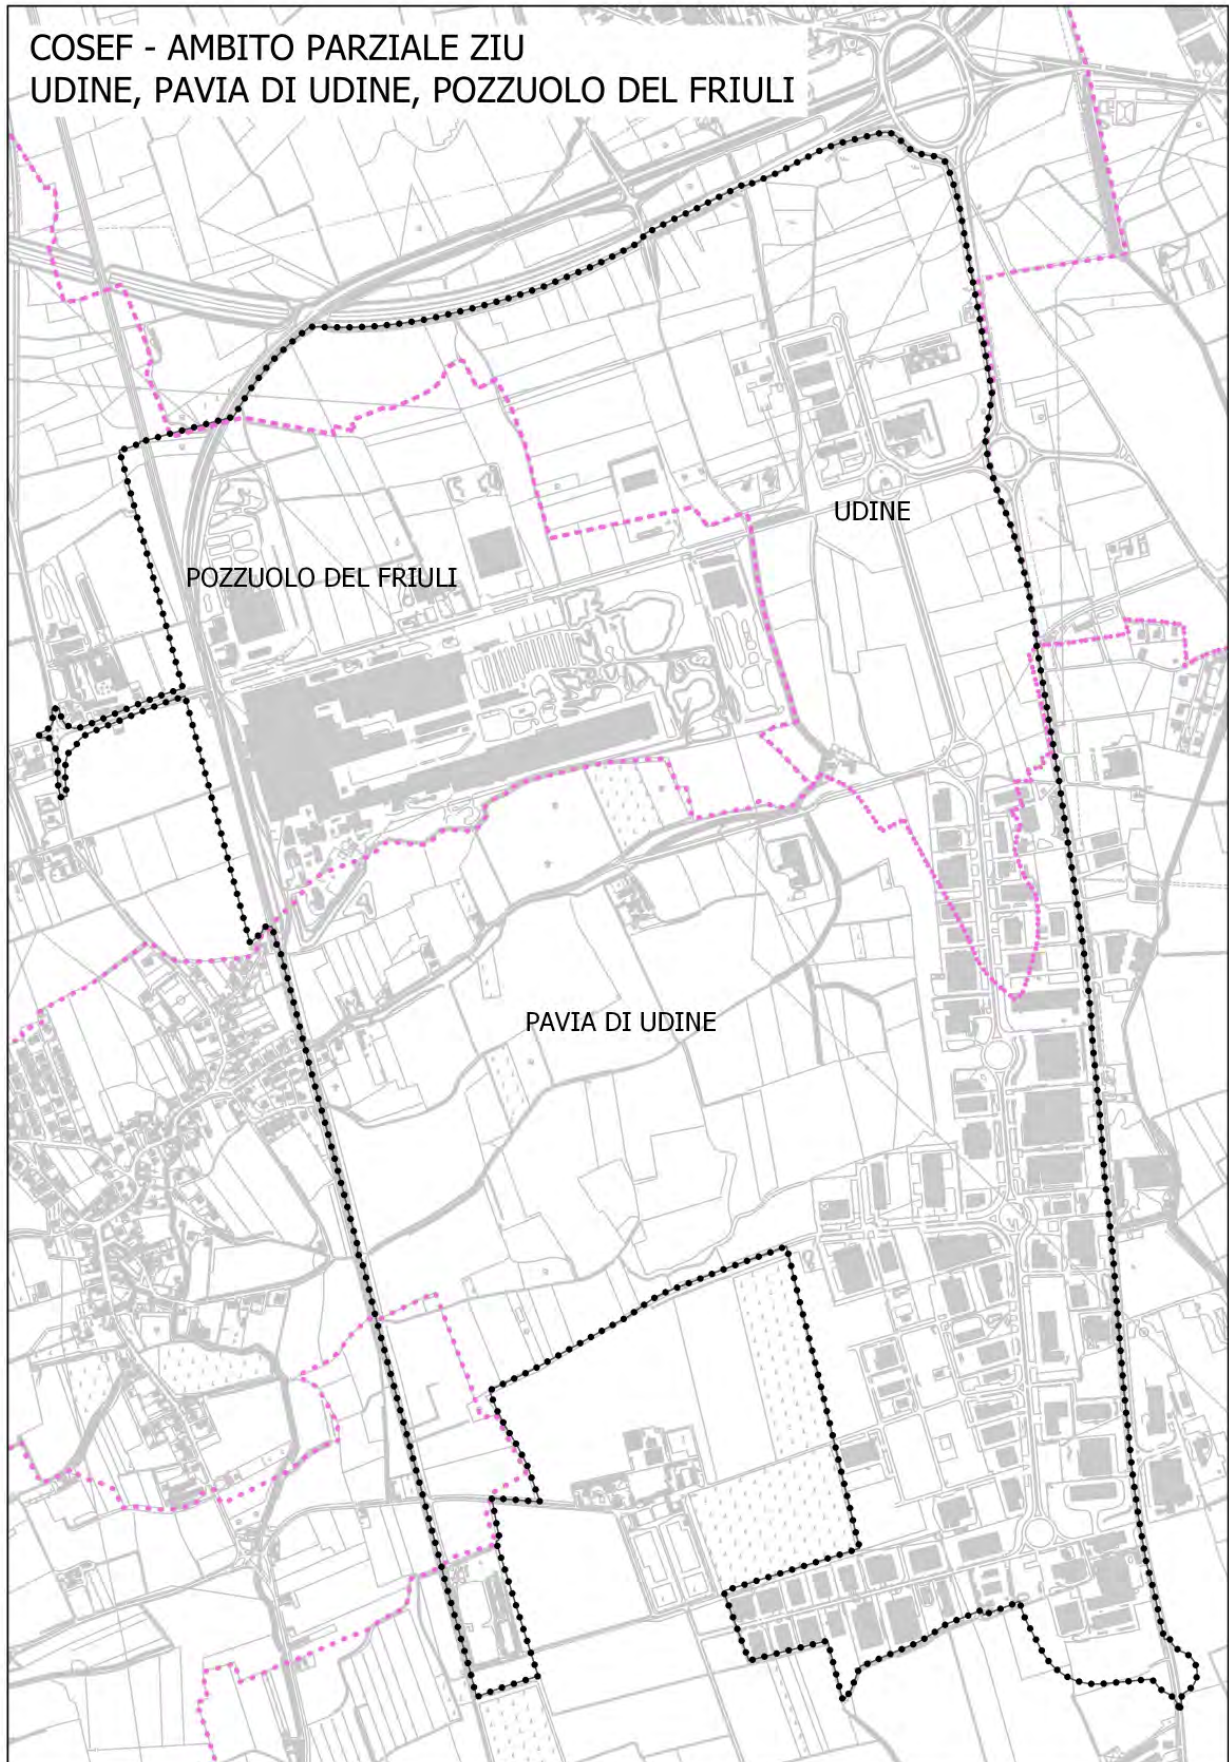 COSEF - AMBITO PARZIALE ZIU
UDINE, PAVIA DI UDINE, POZZUOLO DEL FRIULI
UDINE
POZZUOLO DEL FRIULI
PAVIA DI UDINE